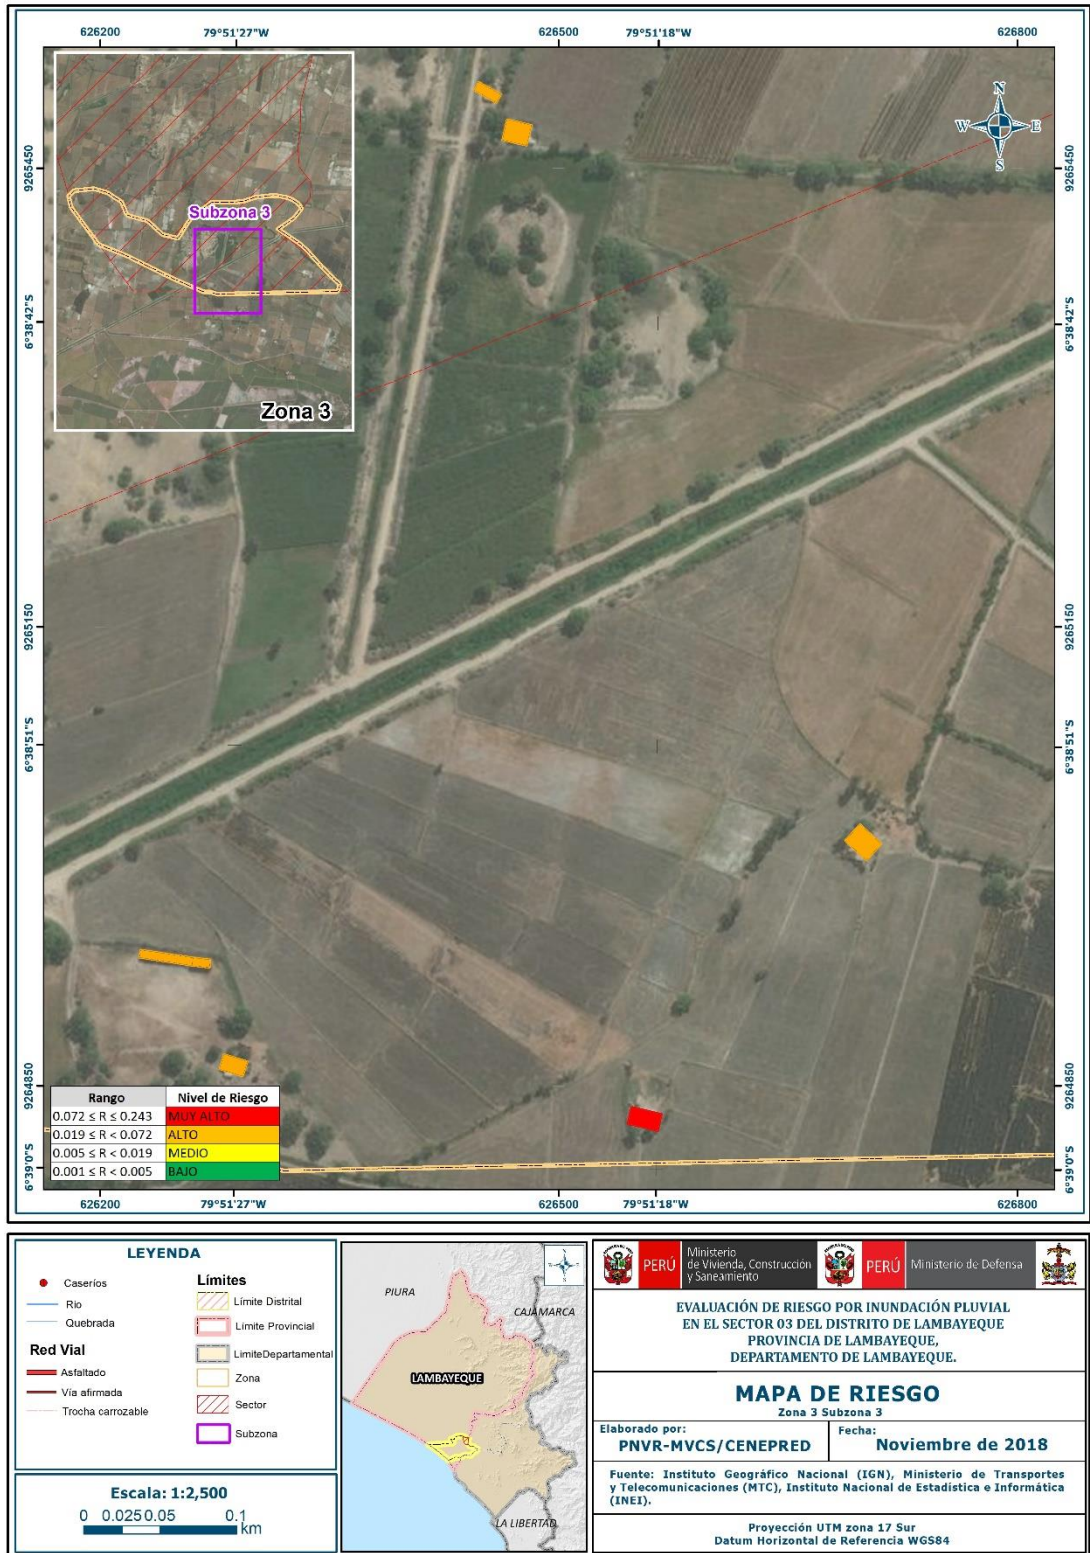 626200
79°51'27"W
626500
79°51'18"W
626800
9265450
6°38'42"S
9265150
6°38'51"S
9264850
6°39'0"S
9265450
6°38'42"S
9265150
6°38'51"S
9264850
6°39'0"S
N
W
E
S
Subzona 3
Zona 3
Rango Nivel de Riesgo
0.072 ≤ R ≤ 0.243 MUY ALTO
0.019 ≤ R < 0.072 ALTO
0.005 ≤ R < 0.019 MEDIO
0.001 ≤ R < 0.005 BAJO
626200
79°51'27"W
626500
79°51'18"W
626800
LEYENDA
Caseríos
Rio
Quebrada
Red Vial
Asfaltado
Vía afirmada
Trocha carrozable
Límites
Límite Distrital
Límite Provincial
LimiteDepartamental
Zona
Sector
Subzona
Escala: 1:2,500
0 0.025 0.05 0.1
km
PIURA
CAJAMARCA
LAMBAYEQUE
LA LIBERTAD
PERÚ
Ministerio
de Vivienda, Construcción
y Saneamiento
PERÚ
Ministerio de Defensa
EVALUACIÓN DE RIESGO POR INUNDACIÓN PLUVIAL
EN EL SECTOR 03 DEL DISTRITO DE LAMBAYEQUE
PROVINCIA DE LAMBAYEQUE,
DEPARTAMENTO DE LAMBAYEQUE.
MAPA DE RIESGO
Zona 3 Subzona 3
Elaborado por:
PNVR-MVCS/CENEPRED
Fecha:
Noviembre de 2018
Fuente: Instituto Geográfico Nacional (IGN), Ministerio de Transportes
y Telecomunicaciones (MTC), Instituto Nacional de Estadística e Informática
(INEI).
Proyección UTM zona 17 Sur
Datum Horizontal de Referencia WGS84